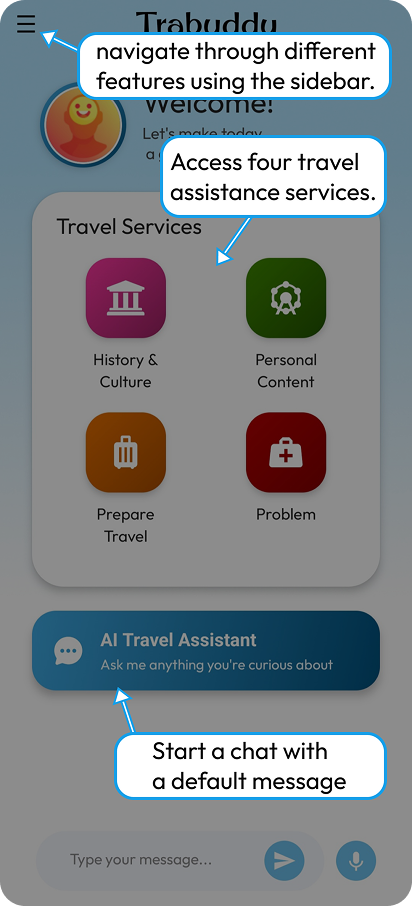 Trabuddy
navigate through different
features using the sidebar.
Welcome!
Let's make today
a
Access four travel
assistance services.
Travel Services
History &
Culture
Personal
Content
Prepare
Travel
Problem
AI Travel Assistant
Ask me anything you're curious about
Start a chat with
a default message
Type your message...